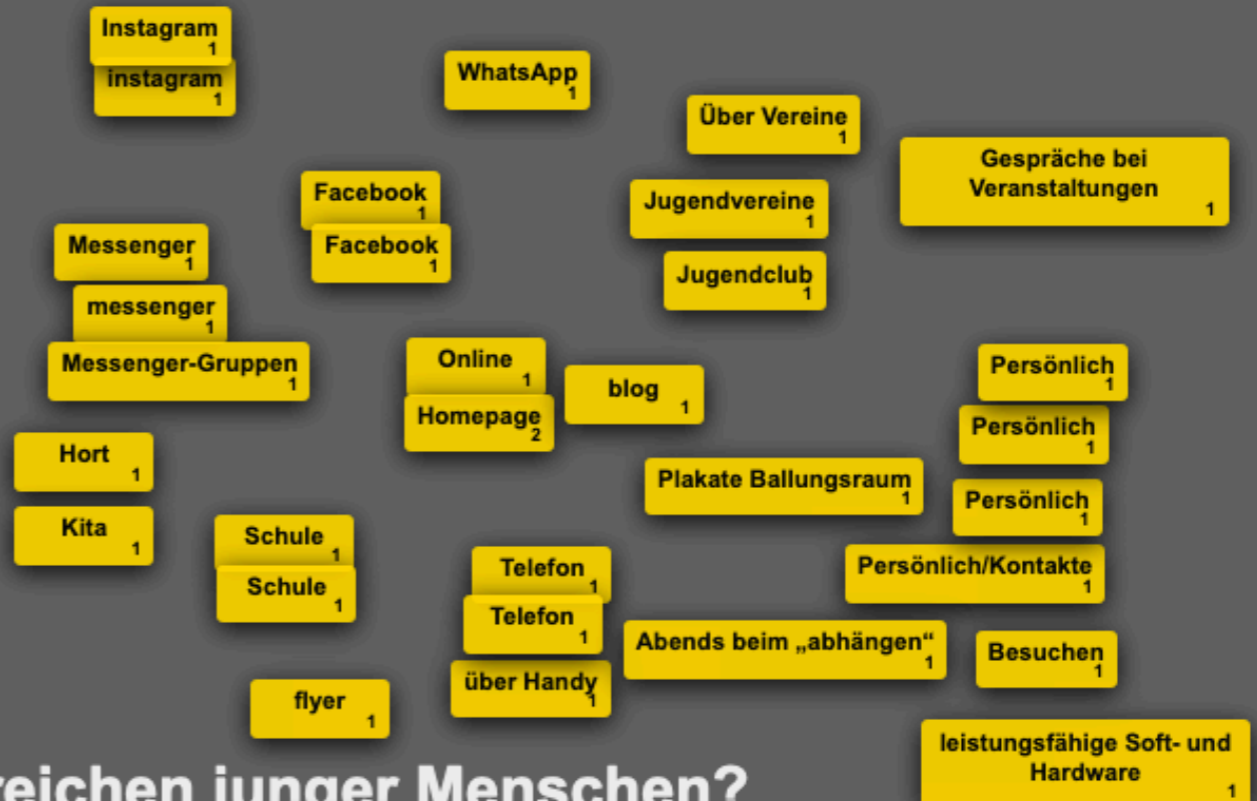 Instagram
1
instagram
1
WhatsApp
1
Über Vereine
1
Gespräche bei
Veranstaltungen
1
Facebook
1
Facebook
1
Jugendvereine
1
Jugendclub
1
Messenger
1
messenger
1
Messenger-Gruppen
1
Online
1
Homepage
2
blog
1
Persönlich
1
Persönlich
1
Persönlich
1
Persönlich/Kontakte
1
Hort
1
Kita
1
Plakate Ballungsraum
1
Schule
1
Schule
1
Telefon
1
Telefon
1
über Handy
1
Abends beim „abhängen“
1
Besuchen
1
flyer
1
leistungsfähige Soft- und
Hardware
1
reichen junger Menschen?